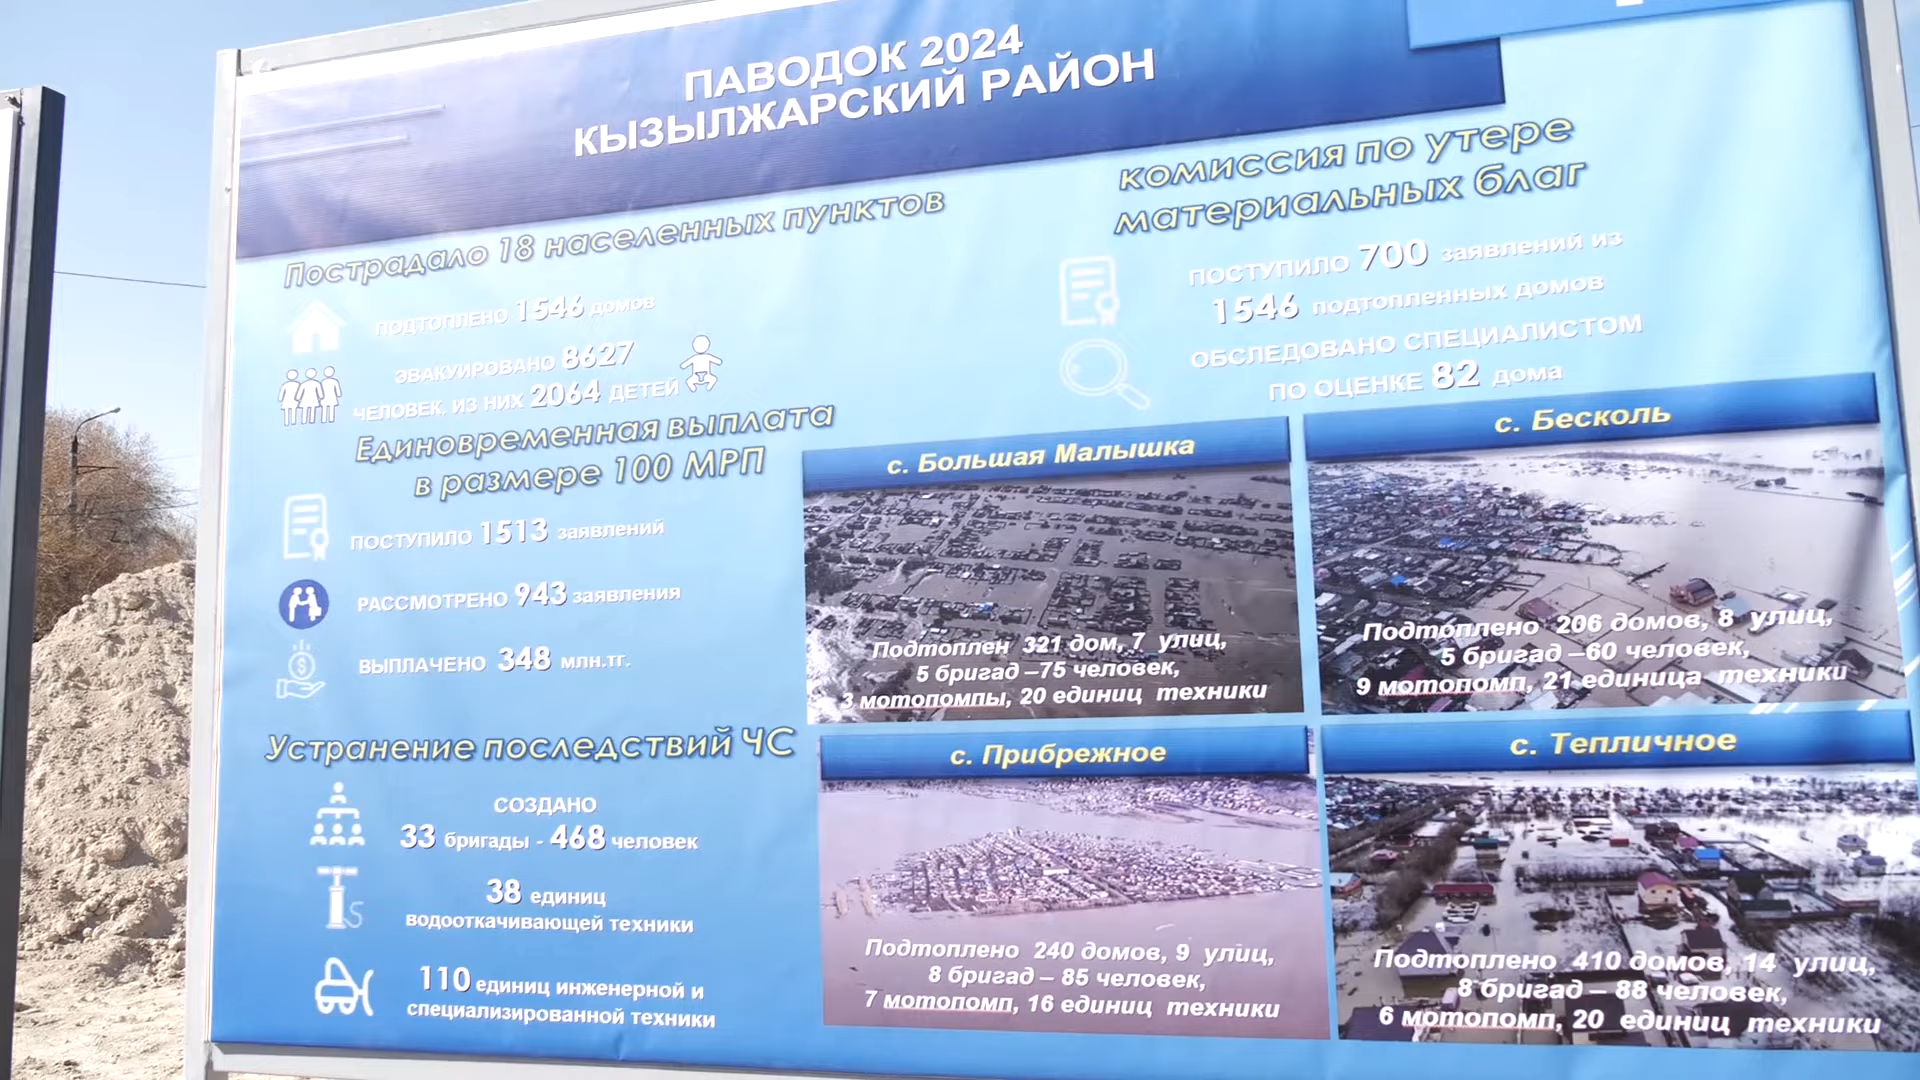 ПАВОДОК 2024
КЫЗЫЛЖАРСКИЙ РАЙОН
Пострадало 18 населенных пунктов
ПОДТОПЛЕНО 1546 домов
ЭВАКУИРОВАНО 8627
ЧЕЛОВЕК, ИЗ НИХ 2064 ДЕТЕЙ
Единовременная выплата
в размере 100 МРП
ПОСТУПИЛО 1513 заявлений
РАССМОТРЕНО 943 заявления
ВЫПЛАЧЕНО 348 млн.тг.
Устранение последствий ЧС
СОЗДАНО
33 бригады - 468 человек
38 единиц
водооткачивающей техники
110 единиц инженерной и
специализированной техники
комиссия по утере
материальных благ
ПОСТУПИЛО 700 заявлений из
1546 подтопленных домов
ОБСЛЕДОВАНО СПЕЦИАЛИСТОМ
ПО ОЦЕНКЕ 82 дома
с. Большая Малышка
Подтоплен 321 дом, 7 улиц,
5 бригад –75 человек,
3 мотопомпы, 20 единиц техники
с. Бесколь
Подтоплено 206 домов, 8 улиц,
5 бригад –60 человек,
9 мотопомп, 21 единица техники
с. Прибрежное
Подтоплено 240 домов, 9 улиц,
8 бригад – 85 человек,
7 мотопомп, 16 единиц техники
с. Тепличное
Подтоплено 410 домов, 14 улиц,
8 бригад – 88 человек,
6 мотопомп, 20 единиц техники